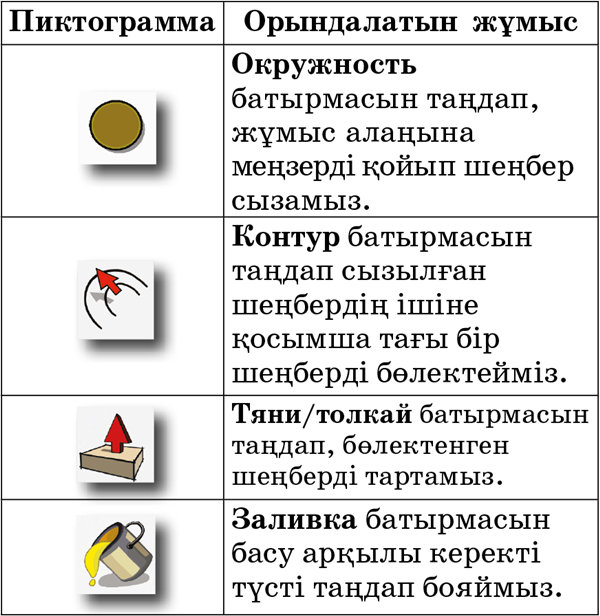 Пиктограмма Орындалатын жұмыс
Окружность
батырмасын таңдап,
жұмыс алаңына
меңзерді қойып шеңбер
сызамыз.
Контур батырмасын
таңдап сызылған
шеңбердің ішіне
қосымша тағы бір
шеңберді бөлектейміз.
Тяни/толкай батырмасын
таңдап, бөлектенген
шеңберді тартамыз.
Заливка батырмасын
басу арқылы керекті
түсті таңдап бояймыз.